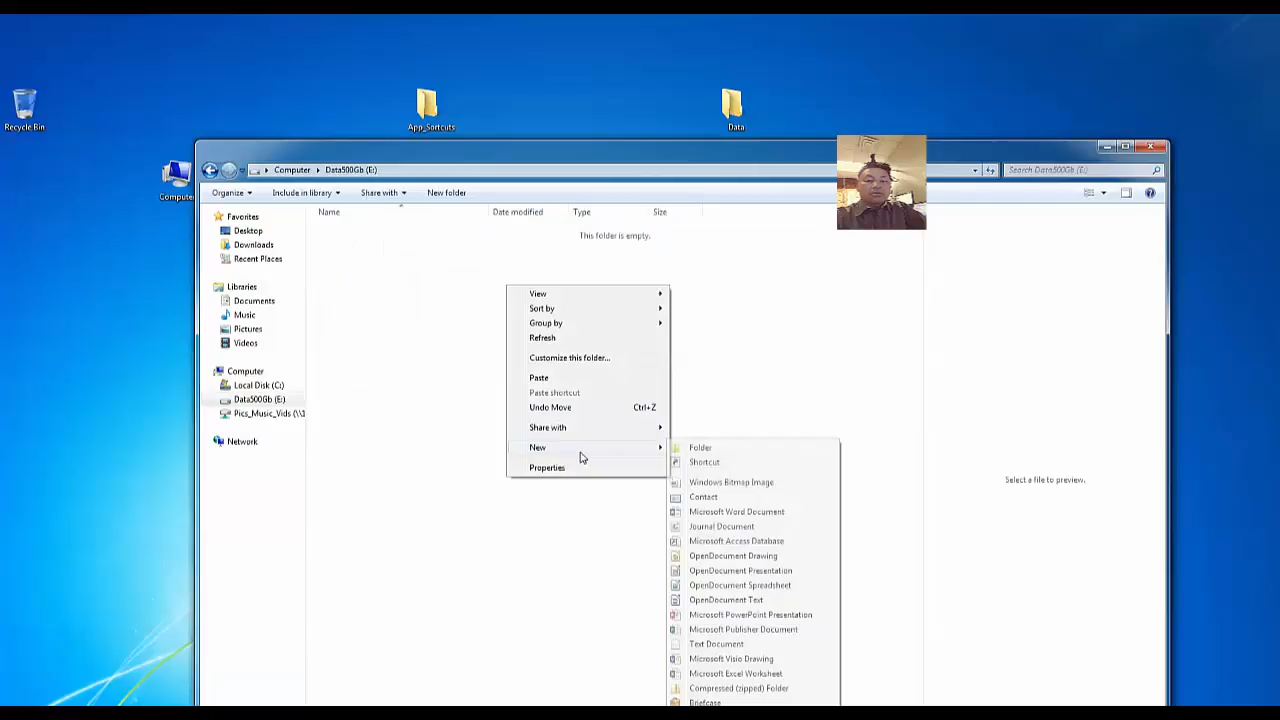 Recycle Bin
App_Sortcuts
Data
Computer
Computer
Data500Gb (E:)
Search Data500Gb (E:)
Organize
Include in library
Share with
New folder
Favorites
Desktop
Downloads
Recent Places
Libraries
Documents
Music
Pictures
Videos
Computer
Local Disk (C:)
Data500Gb (E:)
Pics_Music_Vids (\\1
Network
Name
Date modified
Type
Size
This folder is empty.
View
Sort by
Group by
Refresh
Customize this folder...
Paste
Paste shortcut
Undo Move Ctrl+Z
Share with
New
Properties
Folder
Shortcut
Windows Bitmap Image
Contact
Microsoft Word Document
Journal Document
Microsoft Access Database
OpenDocument Drawing
OpenDocument Presentation
OpenDocument Spreadsheet
OpenDocument Text
Microsoft PowerPoint Presentation
Microsoft Publisher Document
Text Document
Microsoft Visio Drawing
Microsoft Excel Worksheet
Compressed (zipped) Folder
Briefcase
Select a file to preview.